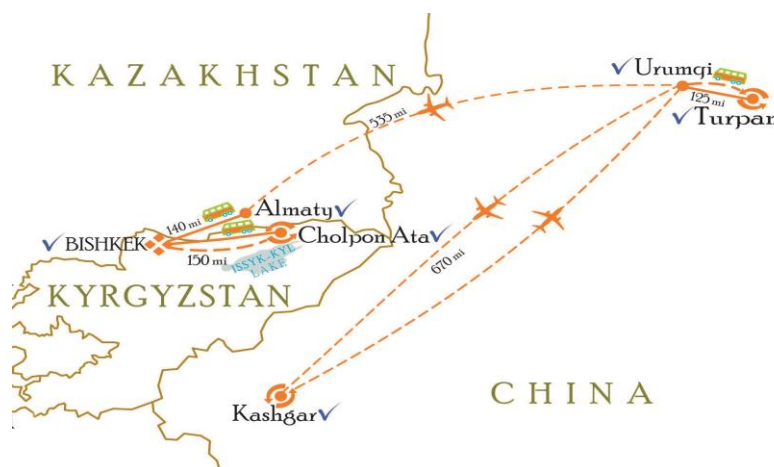 KAZAKHSTAN
Urumqi
125 mi
Turpan
535 mi
140 mi
Almaty
BISHKEK
Cholpon Ata
150 mi
ISSYK-KYL
LAKE
KYRGYZSTAN
670 mi
CHINA
Kashgar